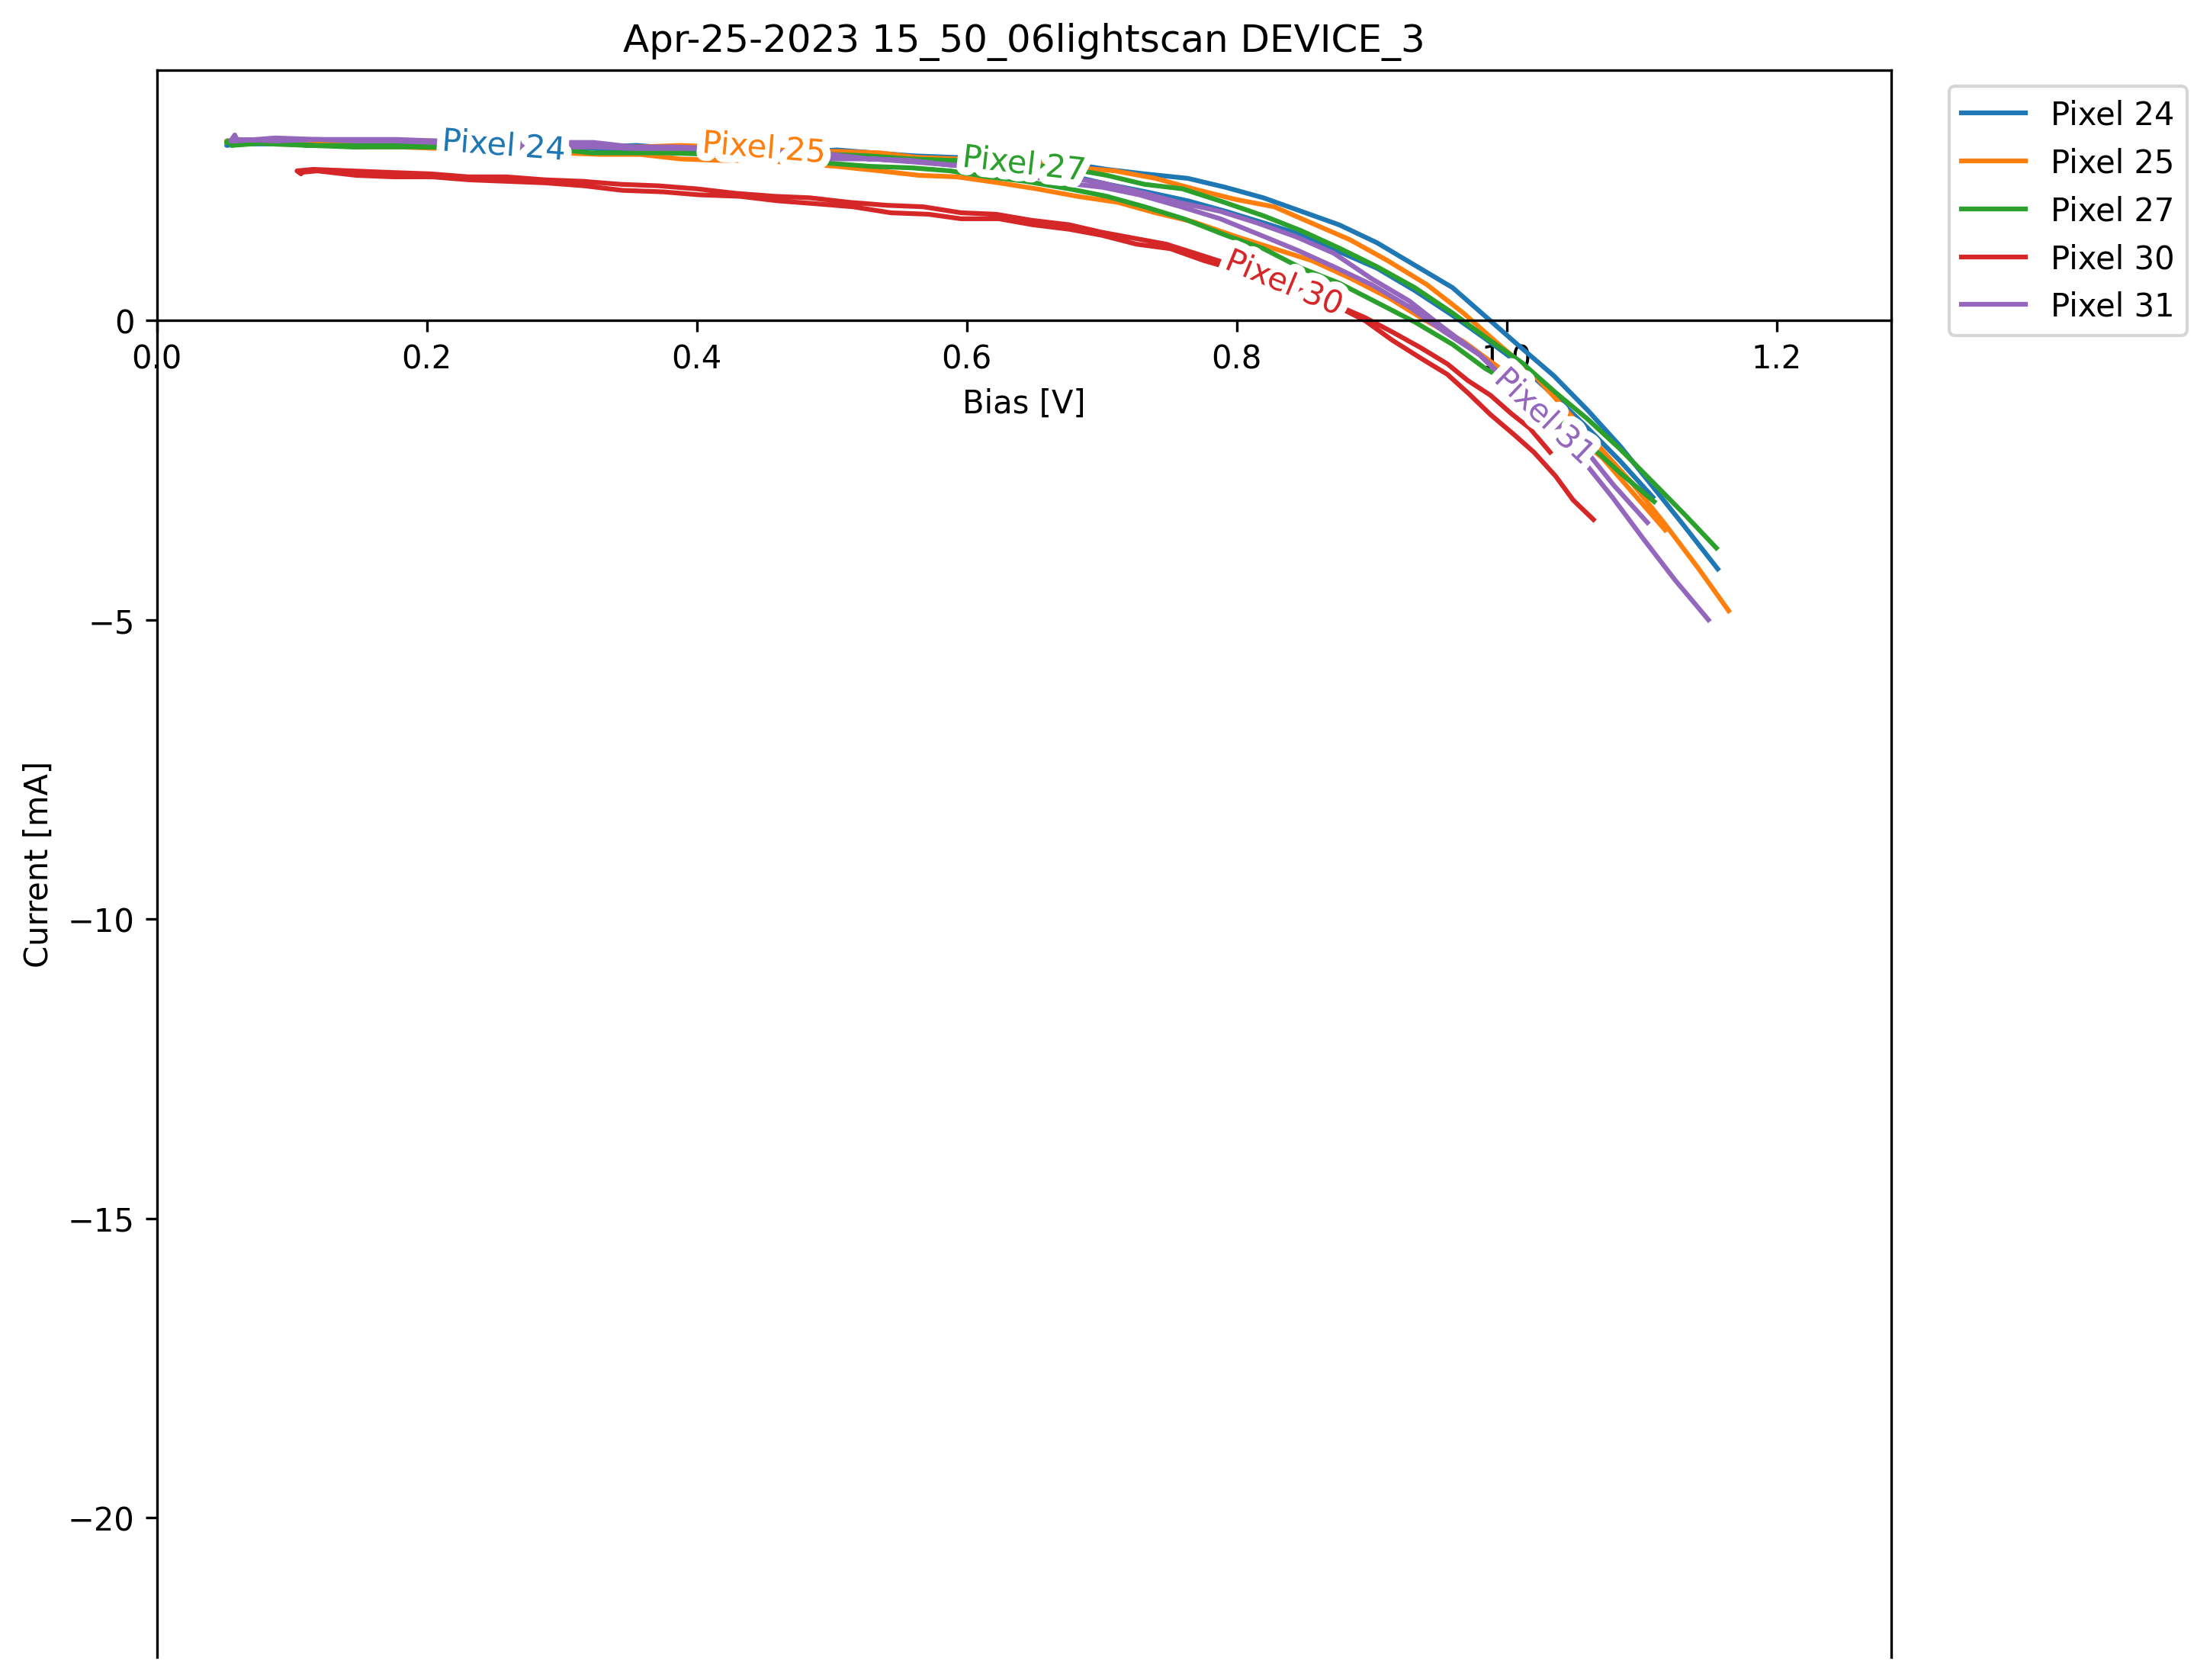 Apr-25-2023 15_50_06lightscan DEVICE_3
Pixel 24
Pixel 25
Pixel 27
Pixel 30
Pixel 31
Pixel 24
Pixel 25
Pixel 27
Pixel 30
Pixel 31
0
0.0 0.2 0.4 0.6 0.8 1.0 1.2
Bias [V]
−5
−10
−15
−20
Current [mA]